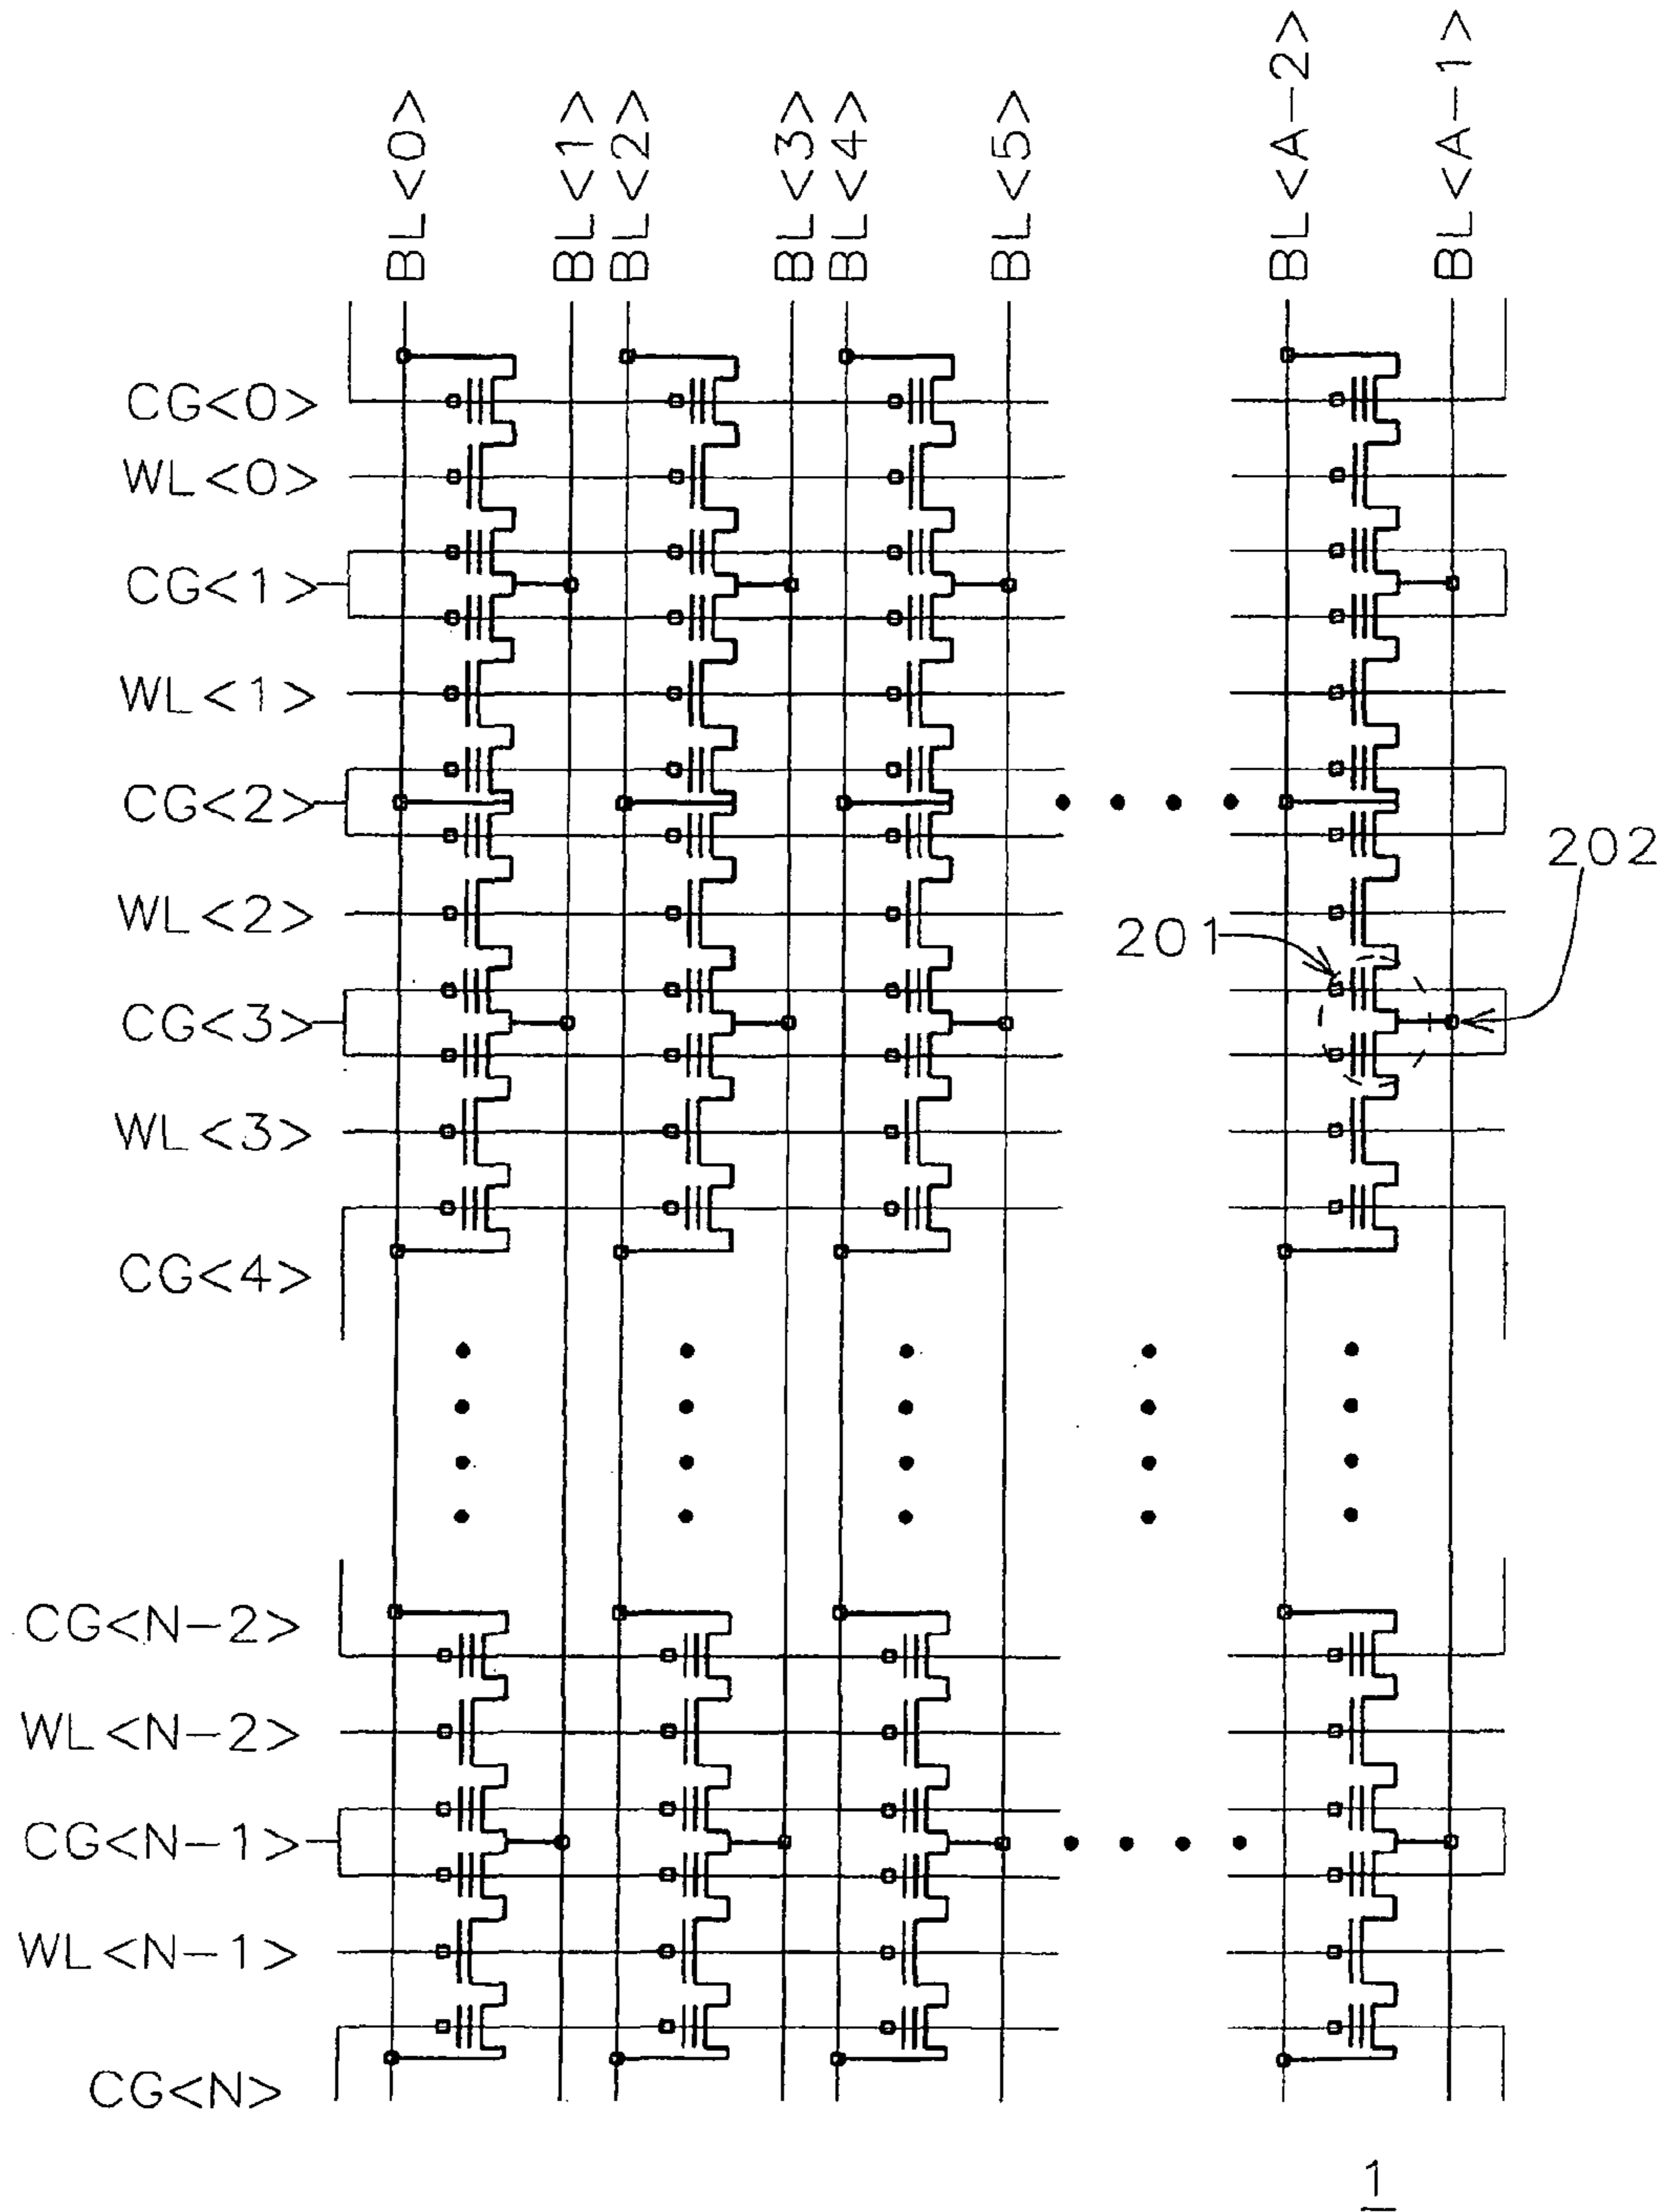 BL<0>
BL<1>
BL<2>
BL<3>
BL<4>
BL<5>
BL<A-2>
BL<A-1>
CG<0>
WL<0>
CG<1>
WL<1>
CG<2>
202
WL<2>
201
CG<3>
WL<3>
CG<4>
CG<N-2>
WL<N-2>
CG<N-1>
WL<N-1>
CG<N>
1